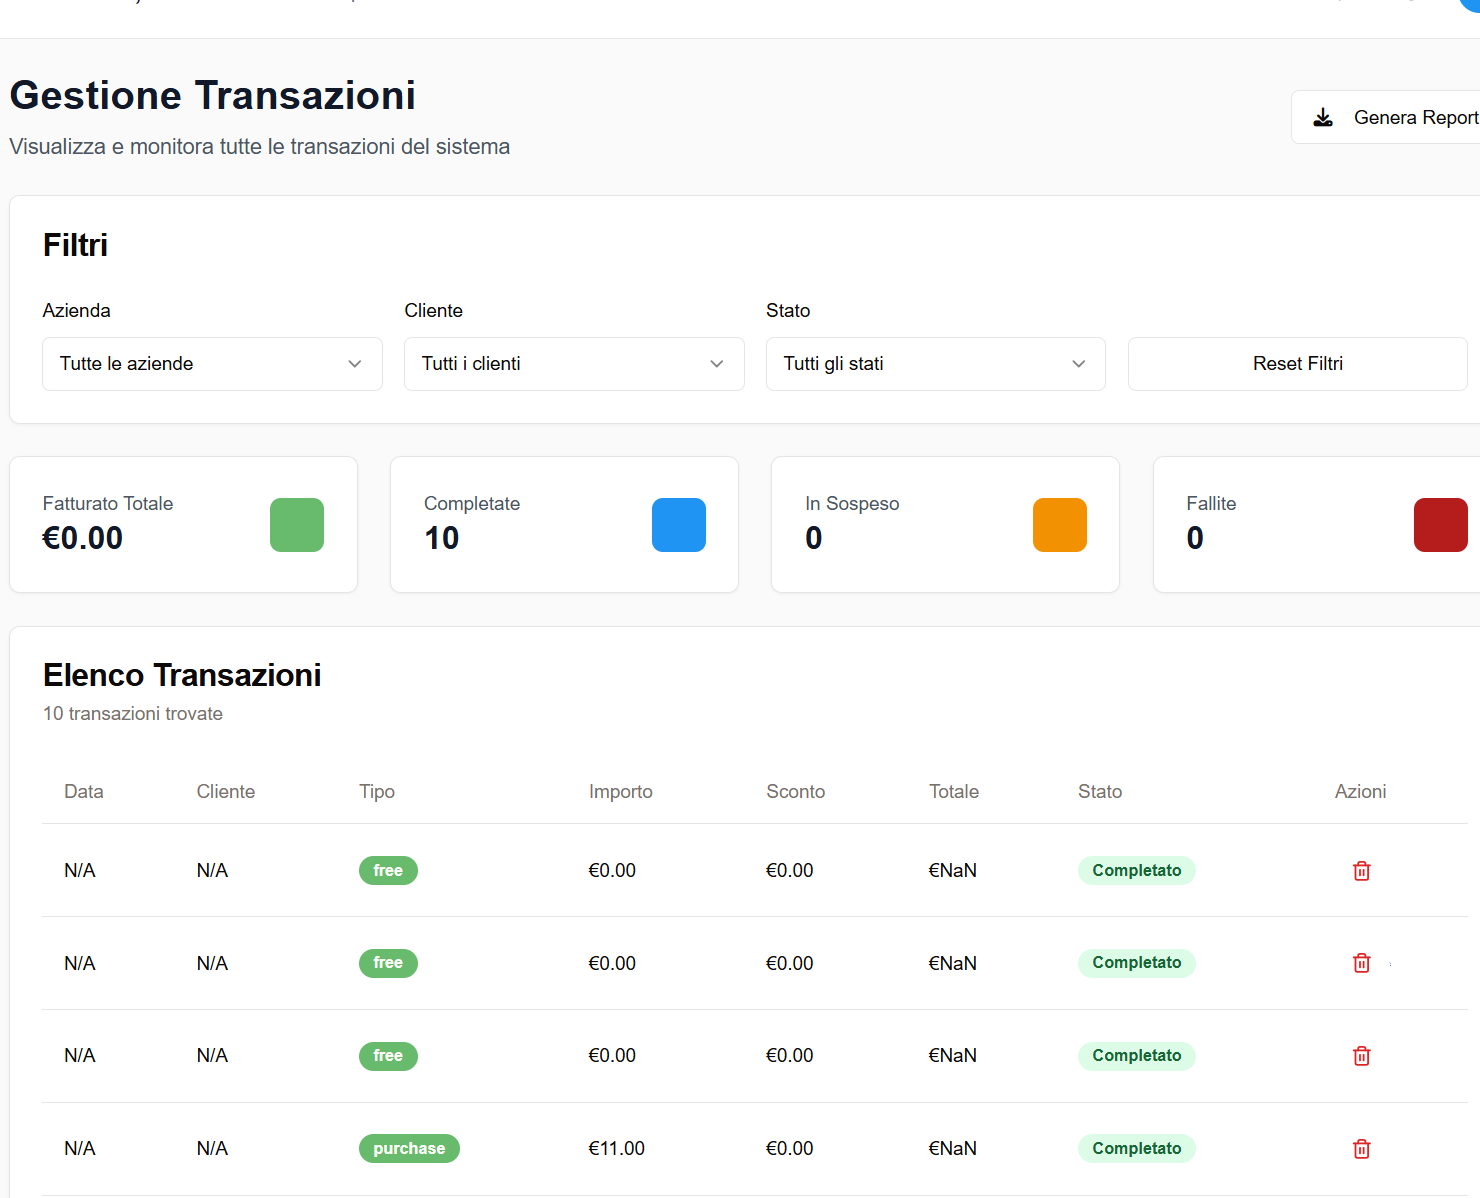 Gestione Transazioni
Visualizza e monitora tutte le transazioni del sistema
Genera Report
Filtri
Azienda Cliente Stato
Tutte le aziende Tutti i clienti Tutti gli stati Reset Filtri
Fatturato Totale Completate In Sospeso Fallite
€0.00 10 0 0
Elenco Transazioni
10 transazioni trovate
Data Cliente Tipo Importo Sconto Totale Stato Azioni
N/A N/A free €0.00 €0.00 €NaN Completato
N/A N/A free €0.00 €0.00 €NaN Completato
N/A N/A free €0.00 €0.00 €NaN Completato
N/A N/A purchase €11.00 €0.00 €NaN Completato